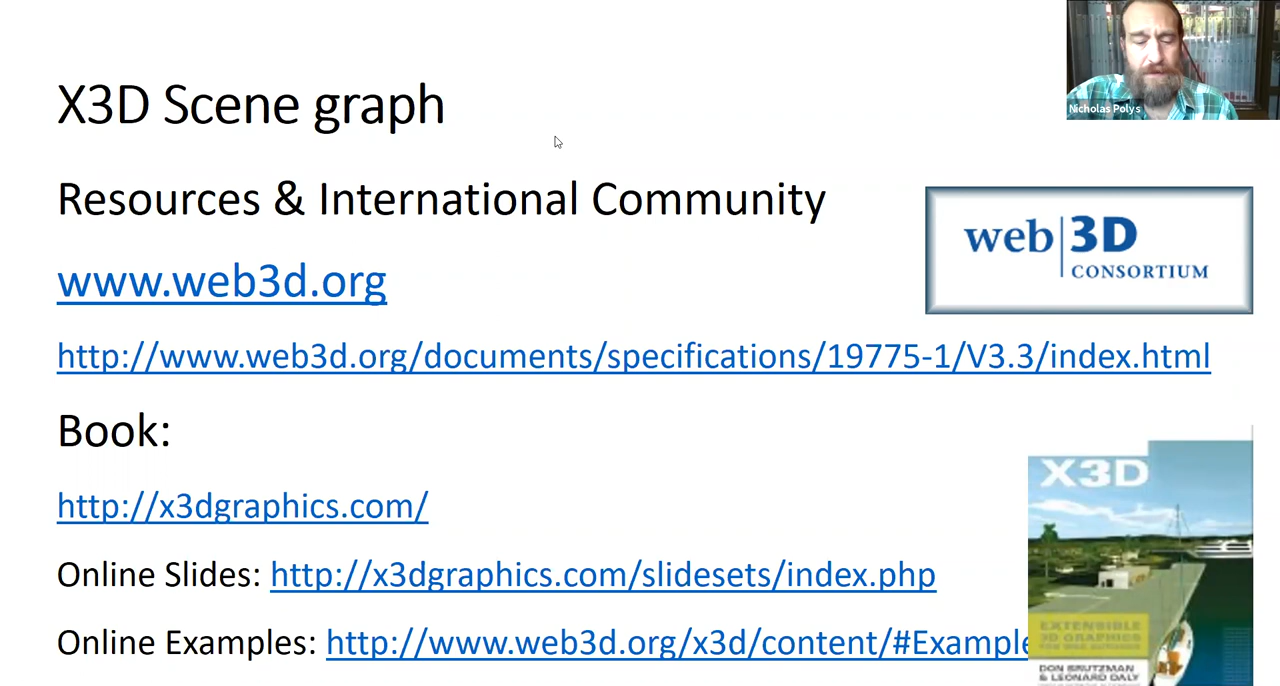 X3D Scene graph
Nicholas Polys
Resources & International Community
www.web3d.org
web|3D
CONSORTIUM
http://www.web3d.org/documents/specifications/19775-1/V3.3/index.html
Book:
http://x3dgraphics.com/
X3D
Online Slides: http://x3dgraphics.com/slidesets/index.php
Online Examples: http://www.web3d.org/x3d/content/#Example
EXTENSIBLE
3D GRAPHICS
FOR WEB AUTHORS
DON BRUTZMAN
& LEONARD DALY